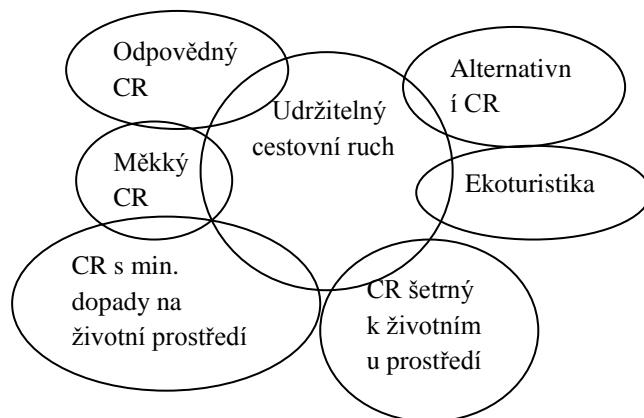 Odpovědný
CR
Udržitelný
cestovní ruch
Alternativn
í CR
Měkký
CR
Ekoturistika
CR s min.
dopady na
životní prostředí
CR šetrný
k životním
u prostředí